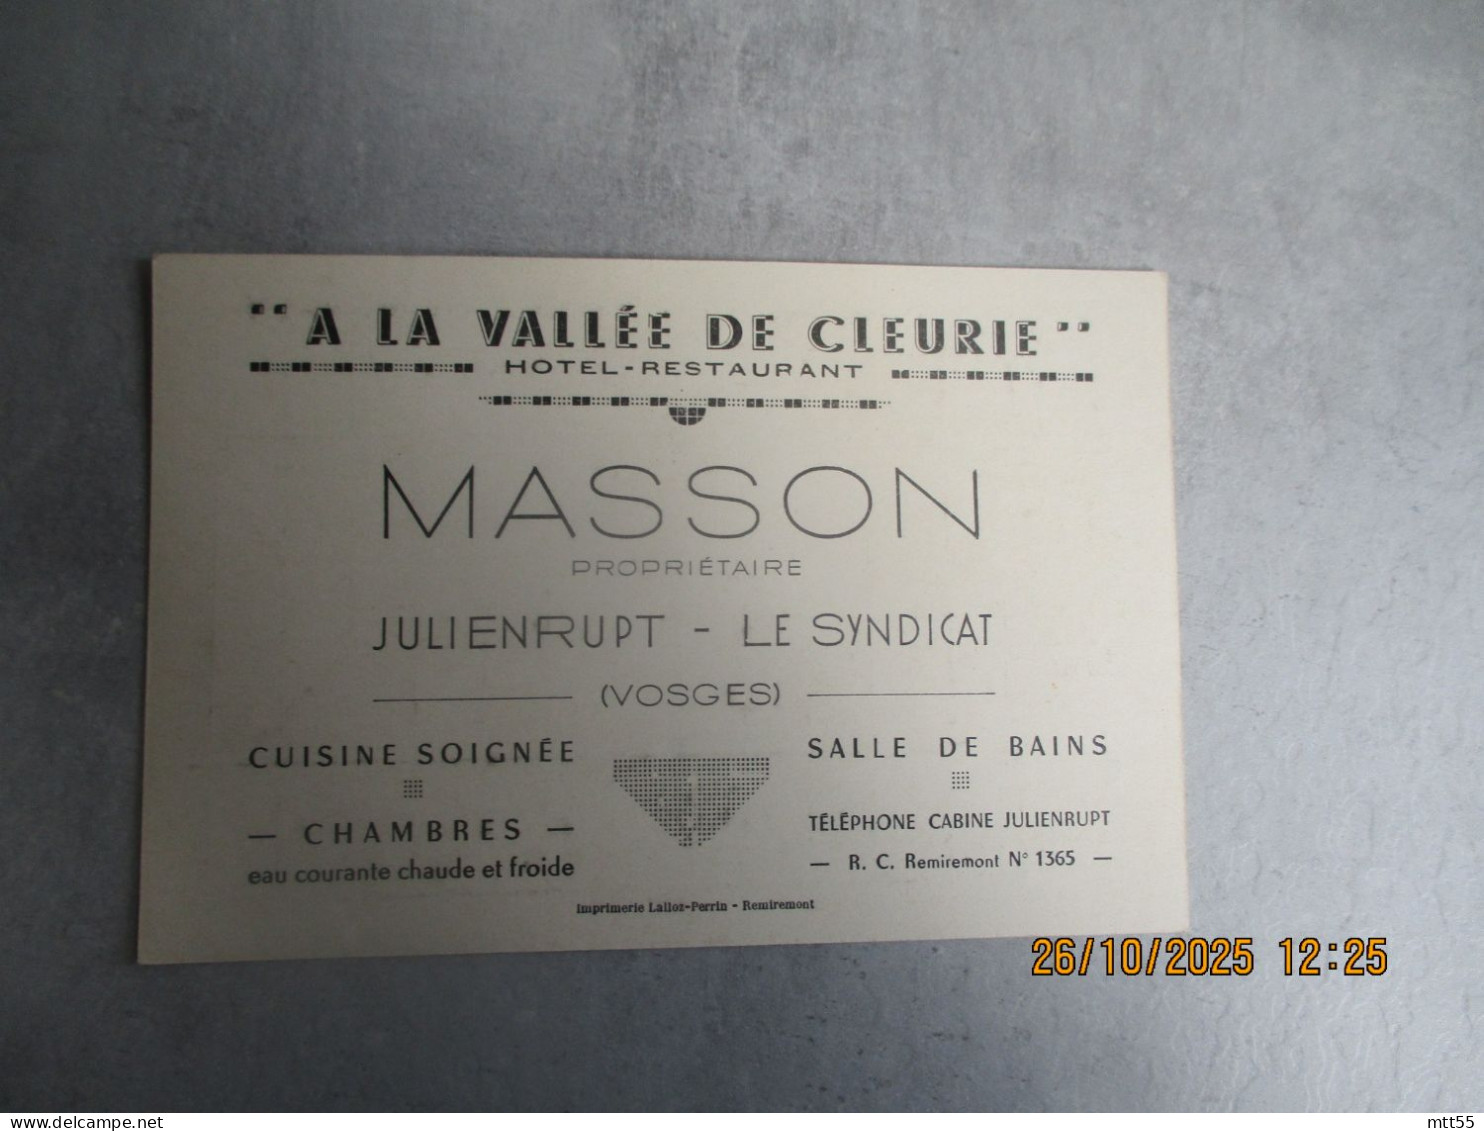 " A LA VALLÉE DE CLEURIE "
HOTEL-RESTAURANT
MASSON
PROPRIÉTAIRE
JULIENRUPT - LE SYNDICAT
(VOSGES)
CUISINE SOIGNÉE
— CHAMBRES —
eau courante chaude et froide
SALLE DE BAINS
TÉLÉPHONE CABINE JULIENRUPT
— R. C. Remiremont N° 1365 —
Imprimerie Lalloz-Perrin - Remiremont
26/10/2025 12:25
www.delcampe.net
mtt55